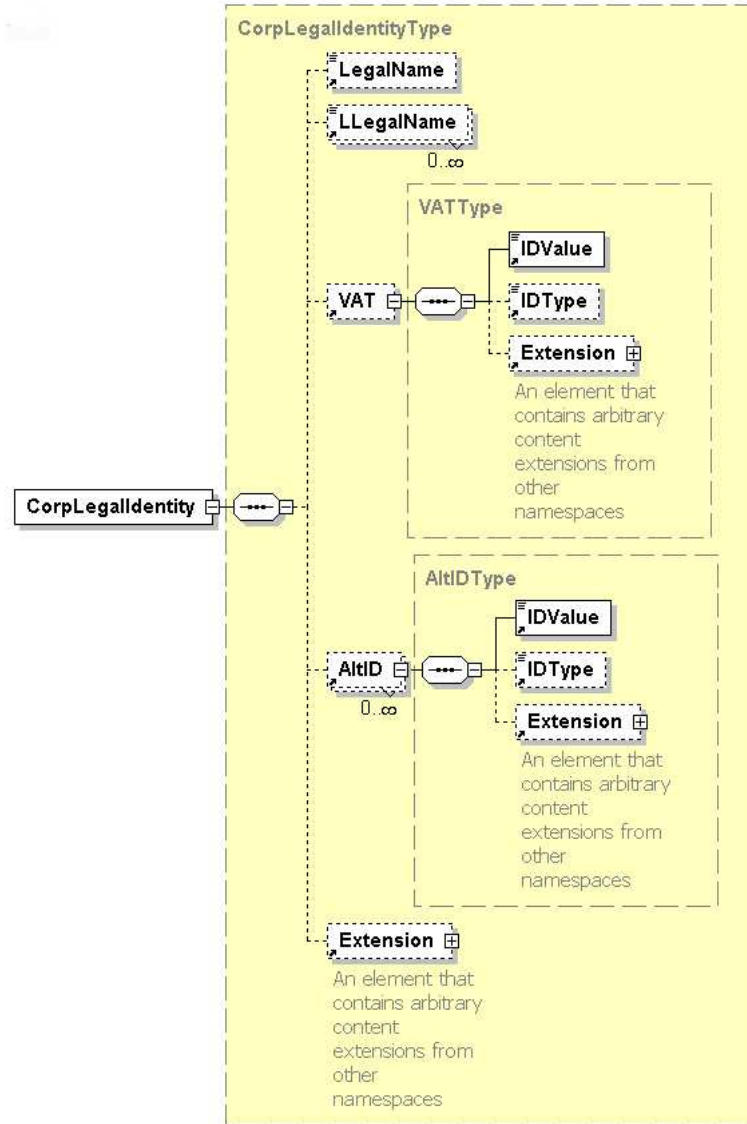 CorpLegalIdentityType
LegalName
LLegalName
0..∞
VATType
IDValue
VAT
IDType
Extension
An element that
contains arbitrary
content
extensions from
other
namespaces
CorpLegalIdentity
AltIDType
IDValue
AltID
IDType
0..∞
Extension
An element that
contains arbitrary
content
extensions from
other
namespaces
Extension
An element that
contains arbitrary
content
extensions from
other
namespaces